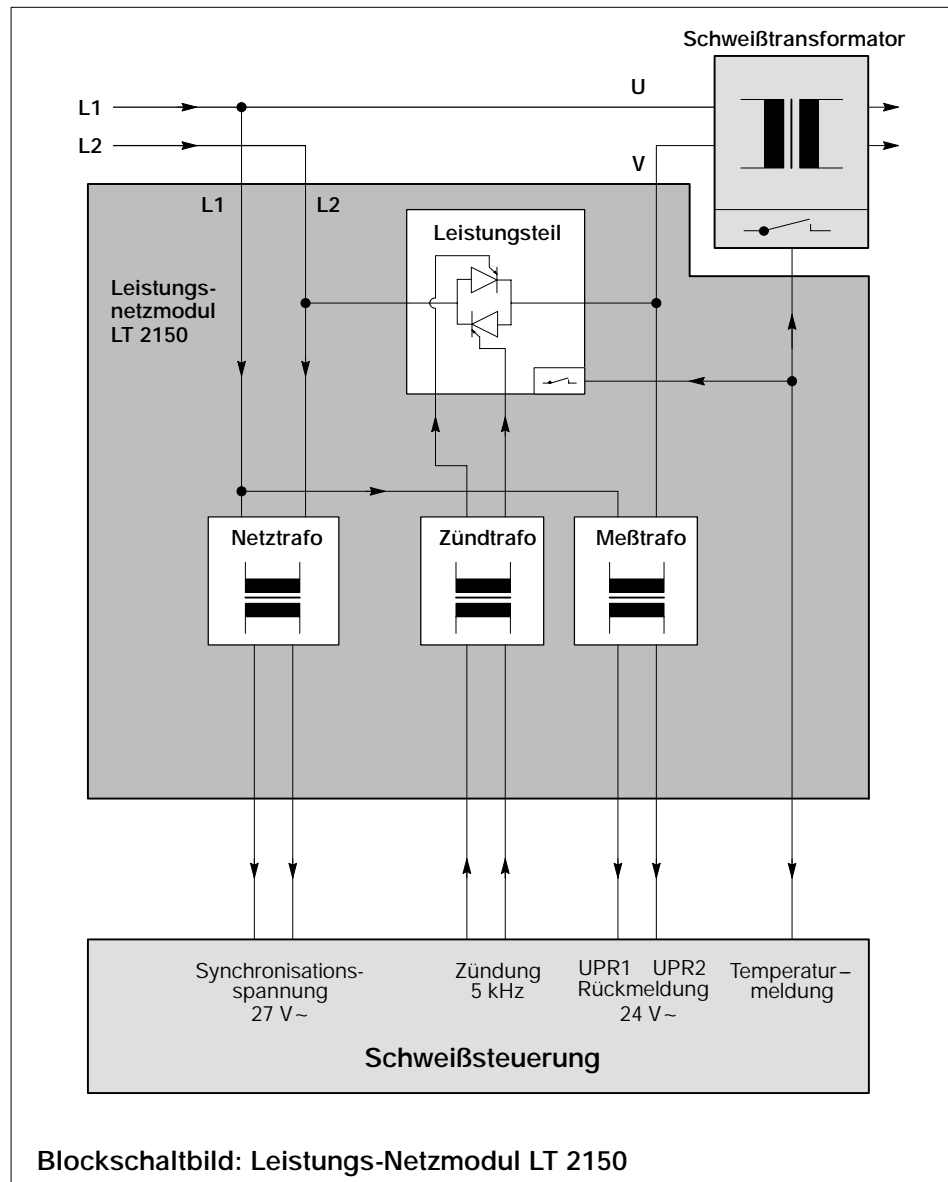 Schweißtransformator
L1
U
L2
V
L1
L2
Leistungsteil
Leistungs-
netzmodul
LT 2150
Netztrafo
Zündtrafo
Meßtrafo
Synchronisations-
spannung
27 V~
Zündung
5 kHz
UPR1 UPR2
Rückmeldung
24 V~
Temperatur–
meldung
Schweißsteuerung
Blockschaltbild: Leistungs-Netzmodul LT 2150